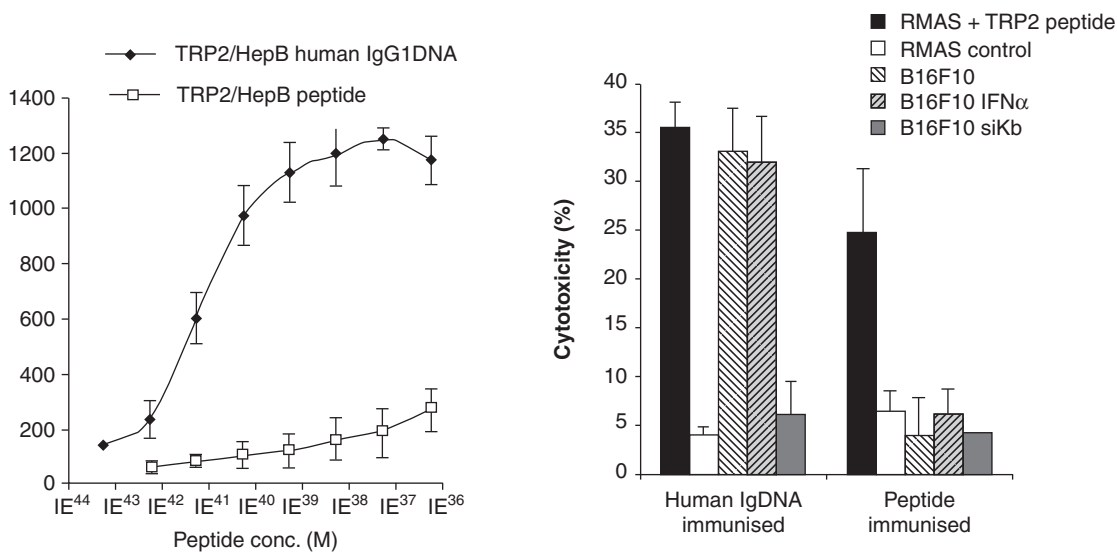 TRP2/HepB human IgG1DNA
TRP2/HepB peptide
1400
1200
1000
800
600
400
200
0
IE⁴⁴ IE⁴³ IE⁴² IE⁴¹ IE⁴⁰ IE³⁹ IE³⁸ IE³⁷ IE³⁶
Peptide conc. (M)
RMAS + TRP2 peptide
RMAS control
B16F10
B16F10 IFNα
B16F10 siKb
Cytotoxicity (%)
40
35
30
25
20
15
10
5
0
Human IgDNA
immunised
Peptide
immunised